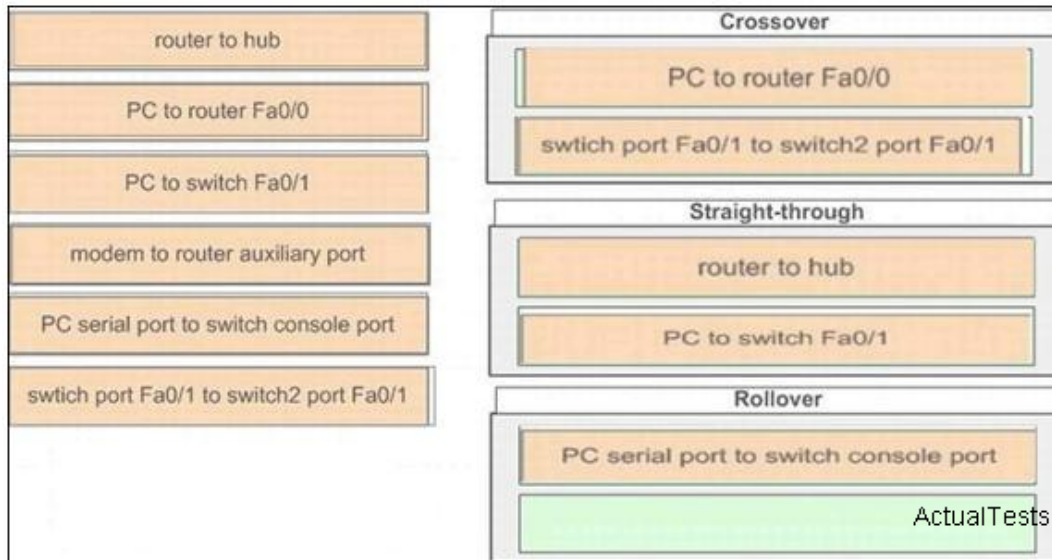 router to hub
PC to router Fa0/0
PC to switch Fa0/1
modem to router auxiliary port
PC serial port to switch console port
swtich port Fa0/1 to switch2 port Fa0/1
Crossover
PC to router Fa0/0
swtich port Fa0/1 to switch2 port Fa0/1
Straight-through
router to hub
PC to switch Fa0/1
Rollover
PC serial port to switch console port
ActualTests